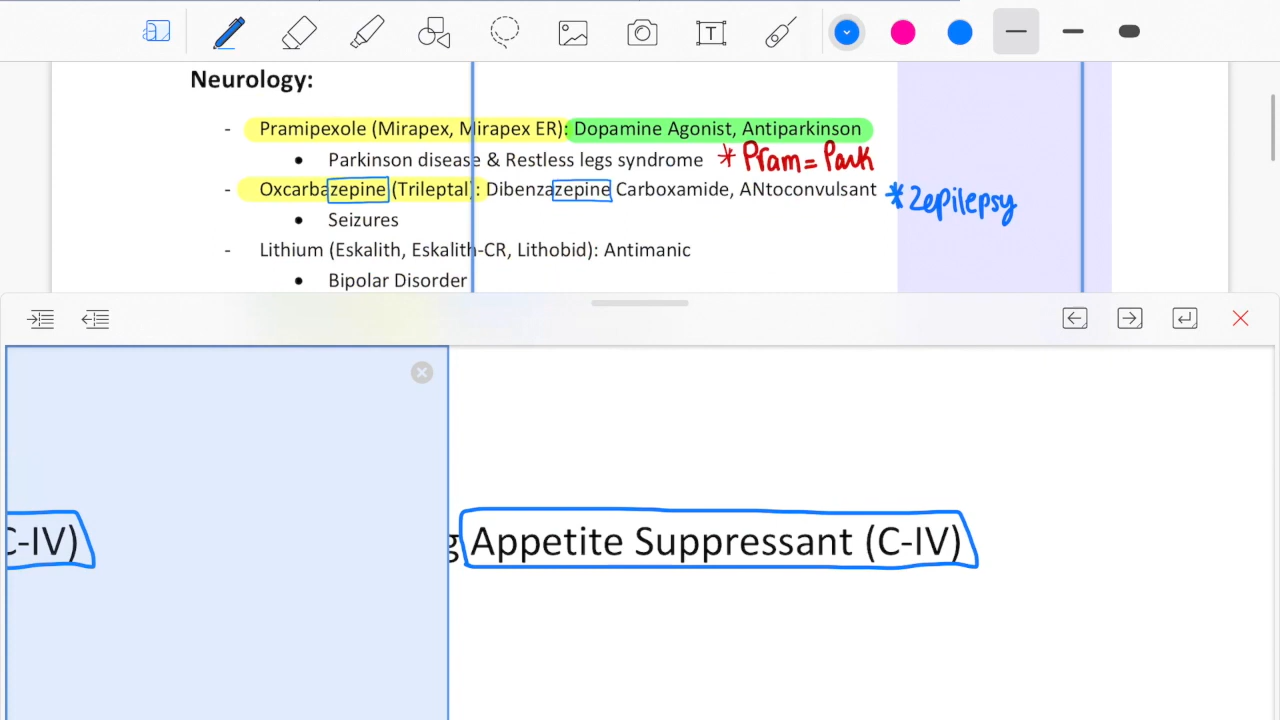 Neurology:
- Pramipexole (Mirapex, Mirapex ER): Dopamine Agonist, Antiparkinson
• Parkinson disease & Restless legs syndrome * Pram = Park
- Oxcarbazepine (Trileptal): Dibenzazepine Carboxamide, ANtoconvulsant * Zepilepsy
• Seizures
- Lithium (Eskalith, Eskalith-CR, Lithobid): Antimanic
• Bipolar Disorder
C-IV)
g Appetite Suppressant (C-IV)